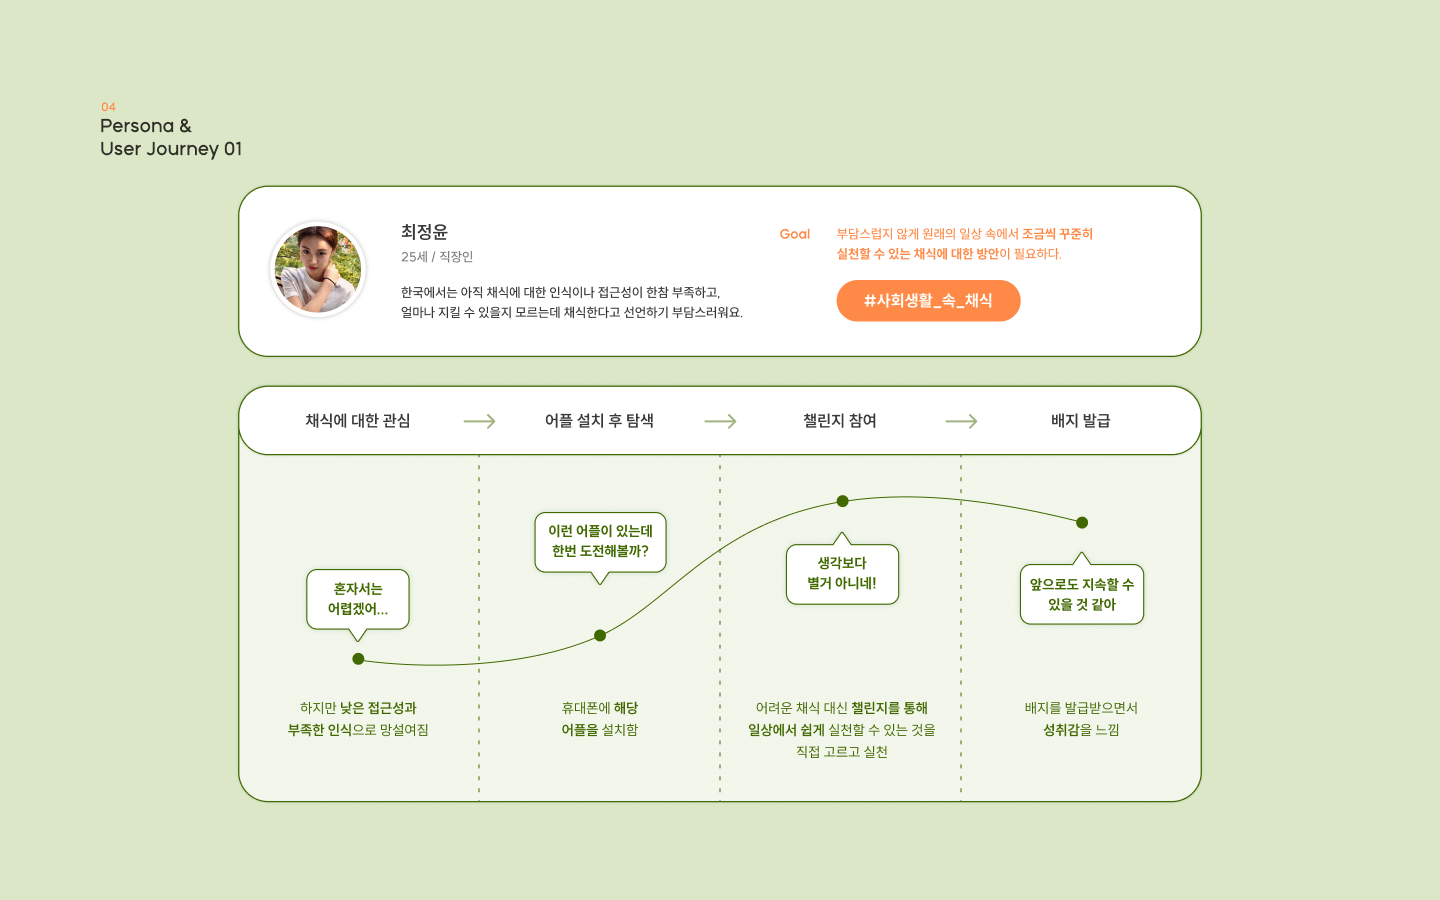 04
Persona &
User Journey 01
최정윤
25세 / 직장인
한국에서는 아직 채식에 대한 인식이나 접근성이 한참 부족하고,
얼마나 지킬 수 있을지 모르는데 채식한다고 선언하기 부담스러워요.
Goal
부담스럽지 않게 원래의 일상 속에서 조금씩 꾸준히
실천할 수 있는 채식에 대한 방안이 필요하다.
#사회생활_속_채식
채식에 대한 관심
어플 설치 후 탐색
챌린지 참여
배지 발급
혼자서는
어렵겠어...
이런 어플이 있는데
한번 도전해볼까?
생각보다
별거 아니네!
앞으로도 지속할 수
있을 것 같아
하지만 낮은 접근성과
부족한 인식으로 망설여짐
휴대폰에 해당
어플을 설치함
어려운 채식 대신 챌린지를 통해
일상에서 쉽게 실천할 수 있는 것을
직접 고르고 실천
배지를 발급받으면서
성취감을 느낌